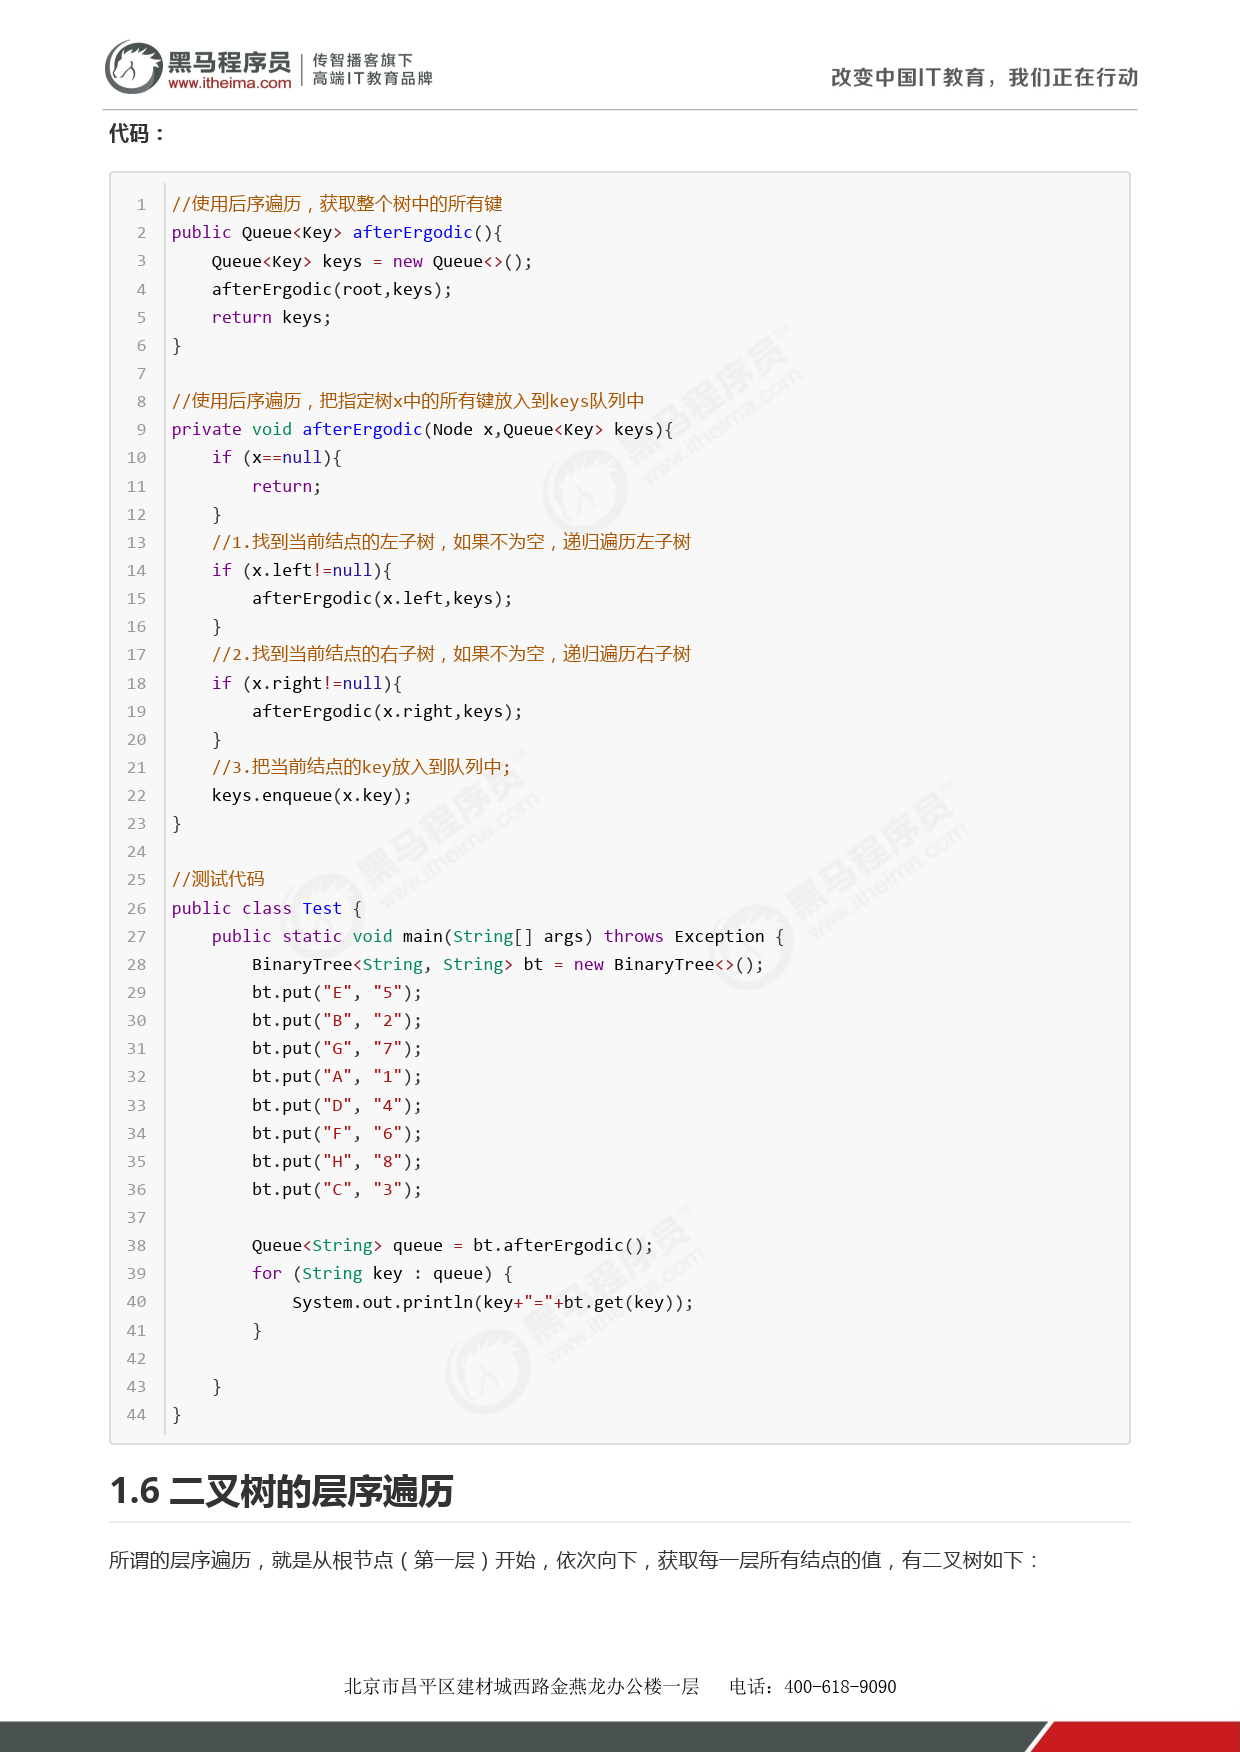 黑马程序员
www.itheima.com
传智播客旗下
高端IT教育品牌
改变中国IT教育，我们正在行动
代码：
1 //使用后序遍历，获取整个树中的所有键
2 public Queue<Key> afterErgodic(){
3     Queue<Key> keys = new Queue<>();
4     afterErgodic(root,keys);
5     return keys;
6 }
7
8 //使用后序遍历，把指定树x中的所有键放入到keys队列中
9 private void afterErgodic(Node x,Queue<Key> keys){
10     if (x==null){
11         return;
12     }
13     //1.找到当前结点的左子树，如果不为空，递归遍历左子树
14     if (x.left!=null){
15         afterErgodic(x.left,keys);
16     }
17     //2.找到当前结点的右子树，如果不为空，递归遍历右子树
18     if (x.right!=null){
19         afterErgodic(x.right,keys);
20     }
21     //3.把当前结点的key放入到队列中;
22     keys.enqueue(x.key);
23 }
24
25 //测试代码
26 public class Test {
27     public static void main(String[] args) throws Exception {
28         BinaryTree<String, String> bt = new BinaryTree<>();
29         bt.put("E", "5");
30         bt.put("B", "2");
31         bt.put("G", "7");
32         bt.put("A", "1");
33         bt.put("D", "4");
34         bt.put("F", "6");
35         bt.put("H", "8");
36         bt.put("C", "3");
37
38         Queue<String> queue = bt.afterErgodic();
39         for (String key : queue) {
40             System.out.println(key+"="+bt.get(key));
41         }
42
43     }
44 }
1.6 二叉树的层序遍历
所谓的层序遍历，就是从根节点（第一层）开始，依次向下，获取每一层所有结点的值，有二叉树如下：
北京市昌平区建材城西路金燕龙办公楼一层 电话：400-618-9090